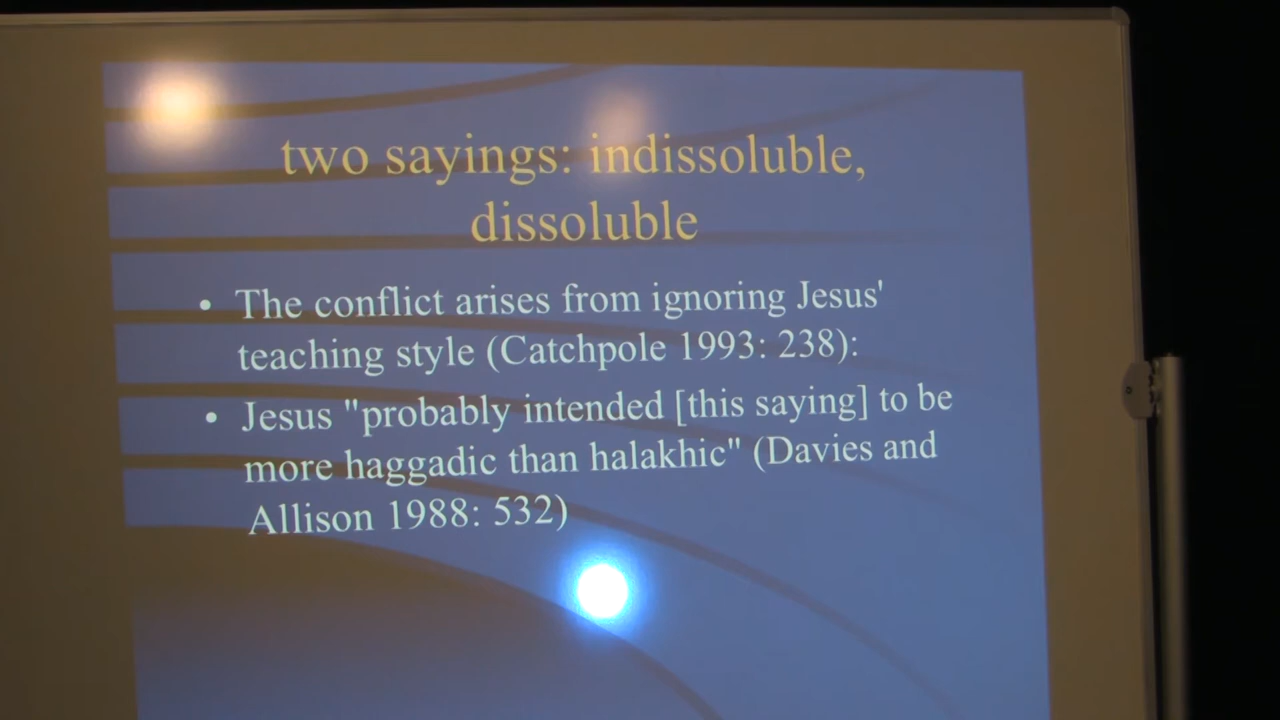 two sayings: indissoluble,
dissoluble
• The conflict arises from ignoring Jesus'
teaching style (Catchpole 1993: 238):
• Jesus "probably intended [this saying] to be
more haggadic than halakhic" (Davies and
Allison 1988: 532)